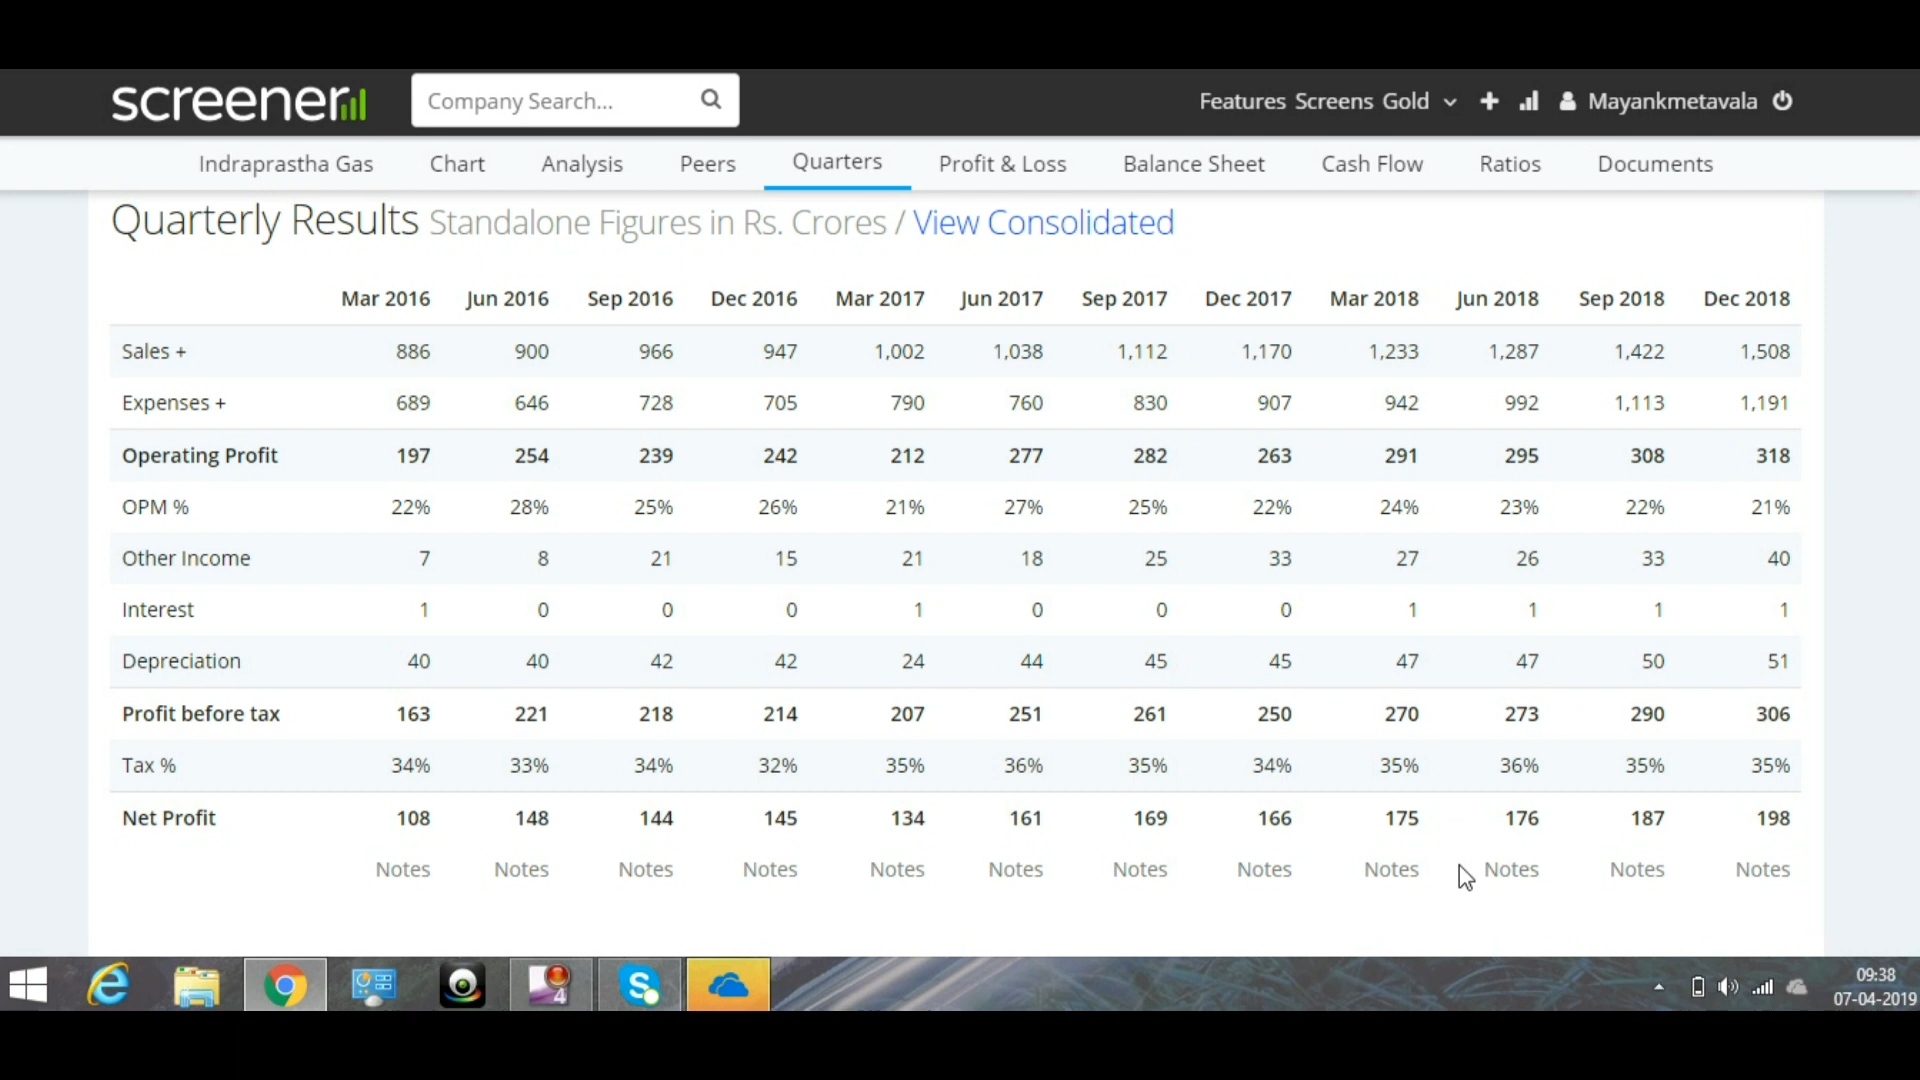 screener Company Search... Features Screens Gold Mayankmetavala
Indraprastha Gas Chart Analysis Peers Quarters Profit & Loss Balance Sheet Cash Flow Ratios Documents
Quarterly Results Standalone Figures in Rs. Crores / View Consolidated
Mar 2016 Jun 2016 Sep 2016 Dec 2016 Mar 2017 Jun 2017 Sep 2017 Dec 2017 Mar 2018 Jun 2018 Sep 2018 Dec 2018
Sales + 886 900 966 947 1,002 1,038 1,112 1,170 1,233 1,287 1,422 1,508
Expenses + 689 646 728 705 790 760 830 907 942 992 1,113 1,191
Operating Profit 197 254 239 242 212 277 282 263 291 295 308 318
OPM % 22% 28% 25% 26% 21% 27% 25% 22% 24% 23% 22% 21%
Other Income 7 8 21 15 21 18 25 33 27 26 33 40
Interest 1 0 0 0 1 0 0 0 1 1 1 1
Depreciation 40 40 42 42 24 44 45 45 47 47 50 51
Profit before tax 163 221 218 214 207 251 261 250 270 273 290 306
Tax % 34% 33% 34% 32% 35% 36% 35% 34% 35% 36% 35% 35%
Net Profit 108 148 144 145 134 161 169 166 175 176 187 198
Notes Notes Notes Notes Notes Notes Notes Notes Notes Notes Notes Notes
4
09:38
07-04-2019